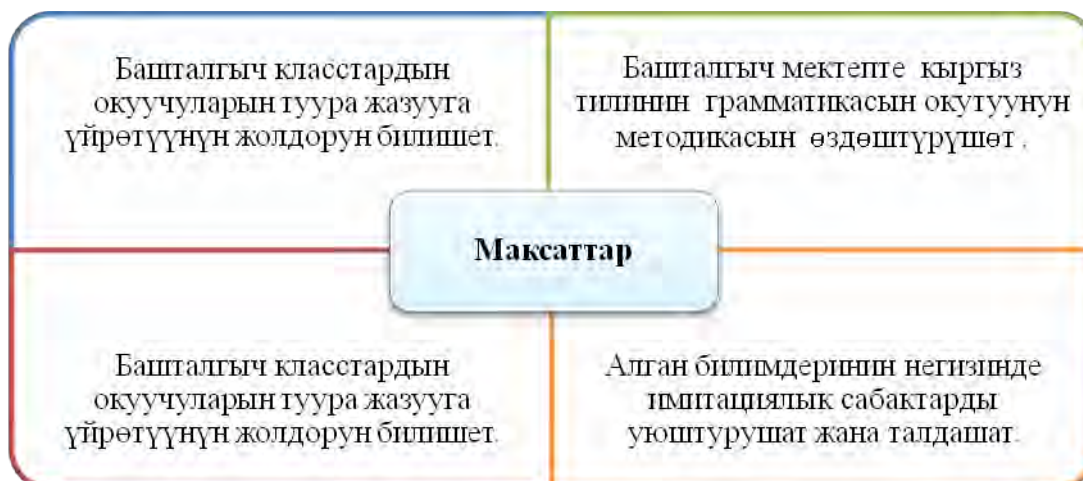 Башталгыч класстардын
окуучуларын туура жазууга
үйрөтүүнүн жолдорун билишет.
Башталгыч мектепте кыргыз
тилинин грамматикасын окутуунун
методикасын өздөштүрүшөт .
Максаттар
Башталгыч класстардын
окуучуларын туура жазууга
үйрөтүүнүн жолдорун билишет.
Алган билимдеринин негизинде
имитациялык сабактарды
уюштурушат жана талдашат.